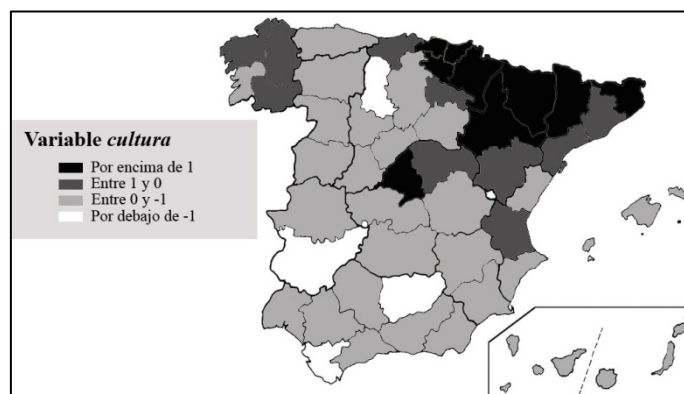 Variable cultura
Por encima de 1
Entre 1 y 0
Entre 0 y -1
Por debajo de -1